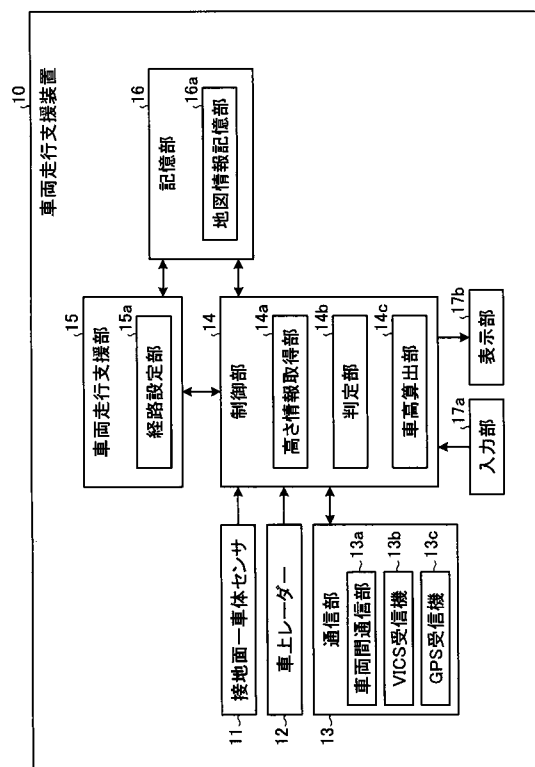 10
車両走行支援装置
15
車両走行支援部
15a
経路設定部
16
記憶部
16a
地図情報記憶部
11
接地面ー車体センサ
12
車上レーダー
13
通信部
車両間通信部
13a
VICS受信機
13b
GPS受信機
13c
14
制御部
14a
高さ情報取得部
14b
判定部
14c
車高算出部
17a
入力部
17b
表示部